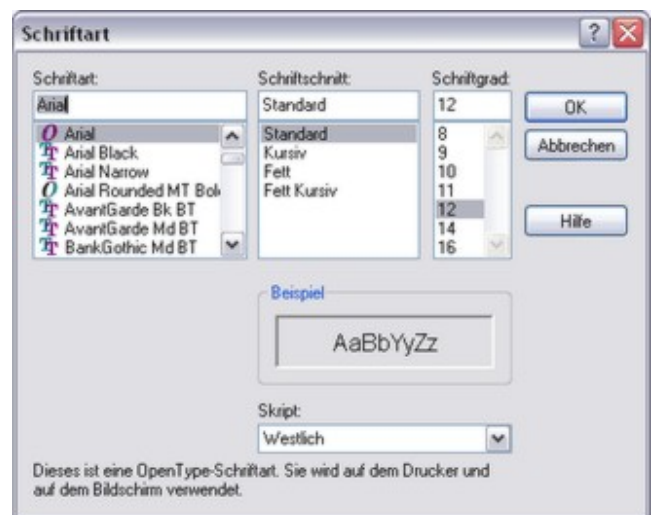 Schriftart
Schriftart:
Arial
Arial
Arial Black
Arial Narrow
Arial Rounded MT Bol
AvantGarde Bk BT
AvantGarde Md BT
BankGothic Md BT
Schriftschnitt:
Standard
Standard
Kursiv
Fett
Fett Kursiv
Schriftgrad:
12
8
9
10
11
12
14
16
OK
Abbrechen
Hilfe
Beispiel
AaBbYyZz
Skript:
Westlich
Dieses ist eine OpenType-Schriftart. Sie wird auf dem Drucker und
auf dem Bildschirm verwendet.